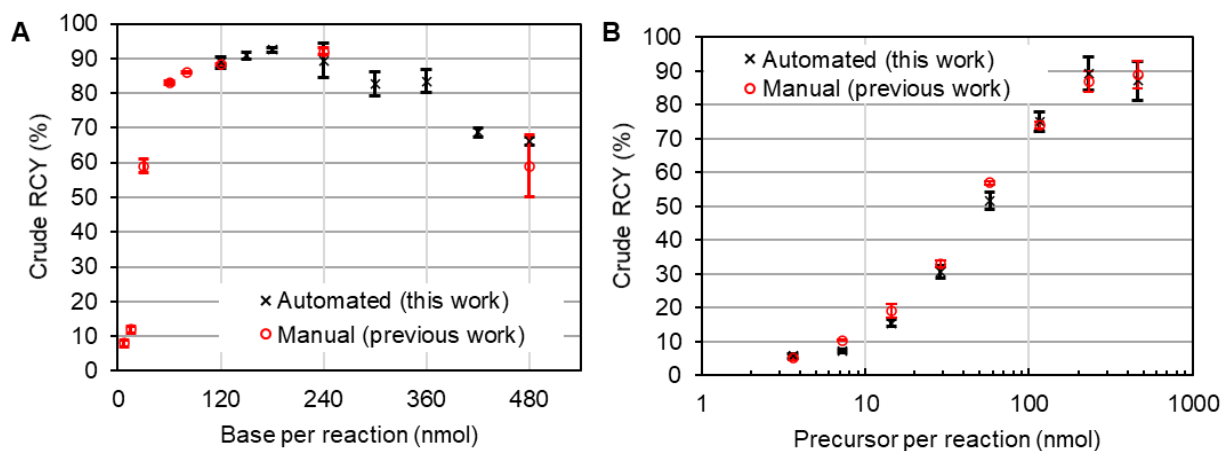 A
Crude RCY (%)
100
90
80
70
60
50
40
30
20
10
0
Automated (this work)
Manual (previous work)
0 120 240 360 480
Base per reaction (nmol)
B
Crude RCY (%)
100
90
80
70
60
50
40
30
20
10
0
Automated (this work)
Manual (previous work)
1 10 100 1000
Precursor per reaction (nmol)